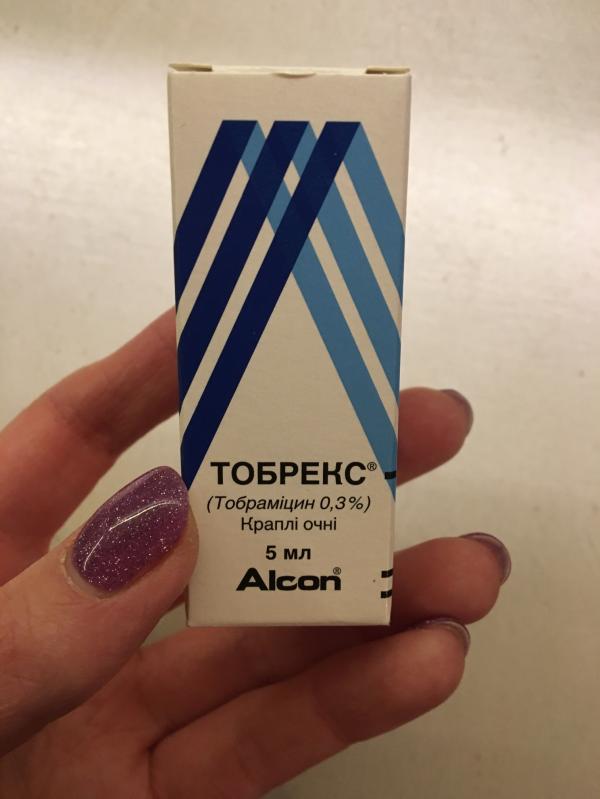 ТОБРЕКС®
(Тобраміцин 0,3%)
Краплі очні
5 мл
Alcon®